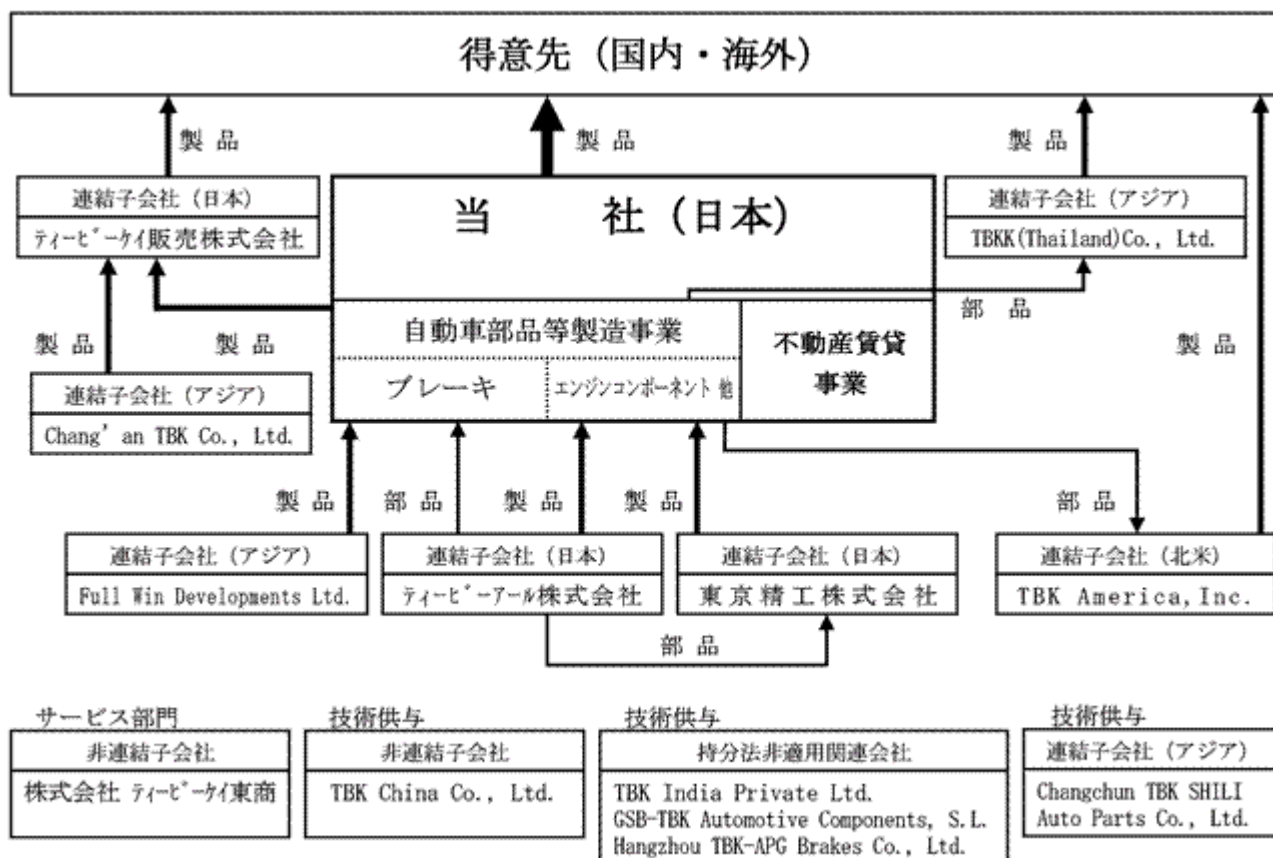 得意先（国内・海外）
製 品
製 品
製 品
連結子会社（日本）
ティービーケイ販売株式会社
当 社（日本）
連結子会社（アジア）
TBKK(Thailand)Co., Ltd.
部 品
製 品
製 品
製 品
自動車部品等製造事業
ブレーキ
エンジンコンポーネント 他
不動産賃貸
事業
連結子会社（アジア）
Chang’an TBK Co., Ltd.
製 品
部 品
製 品
製 品
部 品
連結子会社（アジア）
Full Win Developments Ltd.
連結子会社（日本）
ティービーアール株式会社
連結子会社（日本）
東京精工株式会社
連結子会社（北米）
TBK America,Inc.
部 品
サービス部門
非連結子会社
株式会社 ティービーケイ東商
技術供与
非連結子会社
TBK China Co., Ltd.
技術供与
持分法非適用関連会社
TBK India Private Ltd.
GSB-TBK Automotive Components, S.L.
Hangzhou TBK-APG Brakes Co., Ltd.
技術供与
連結子会社（アジア）
Changchun TBK SHILI
Auto Parts Co., Ltd.